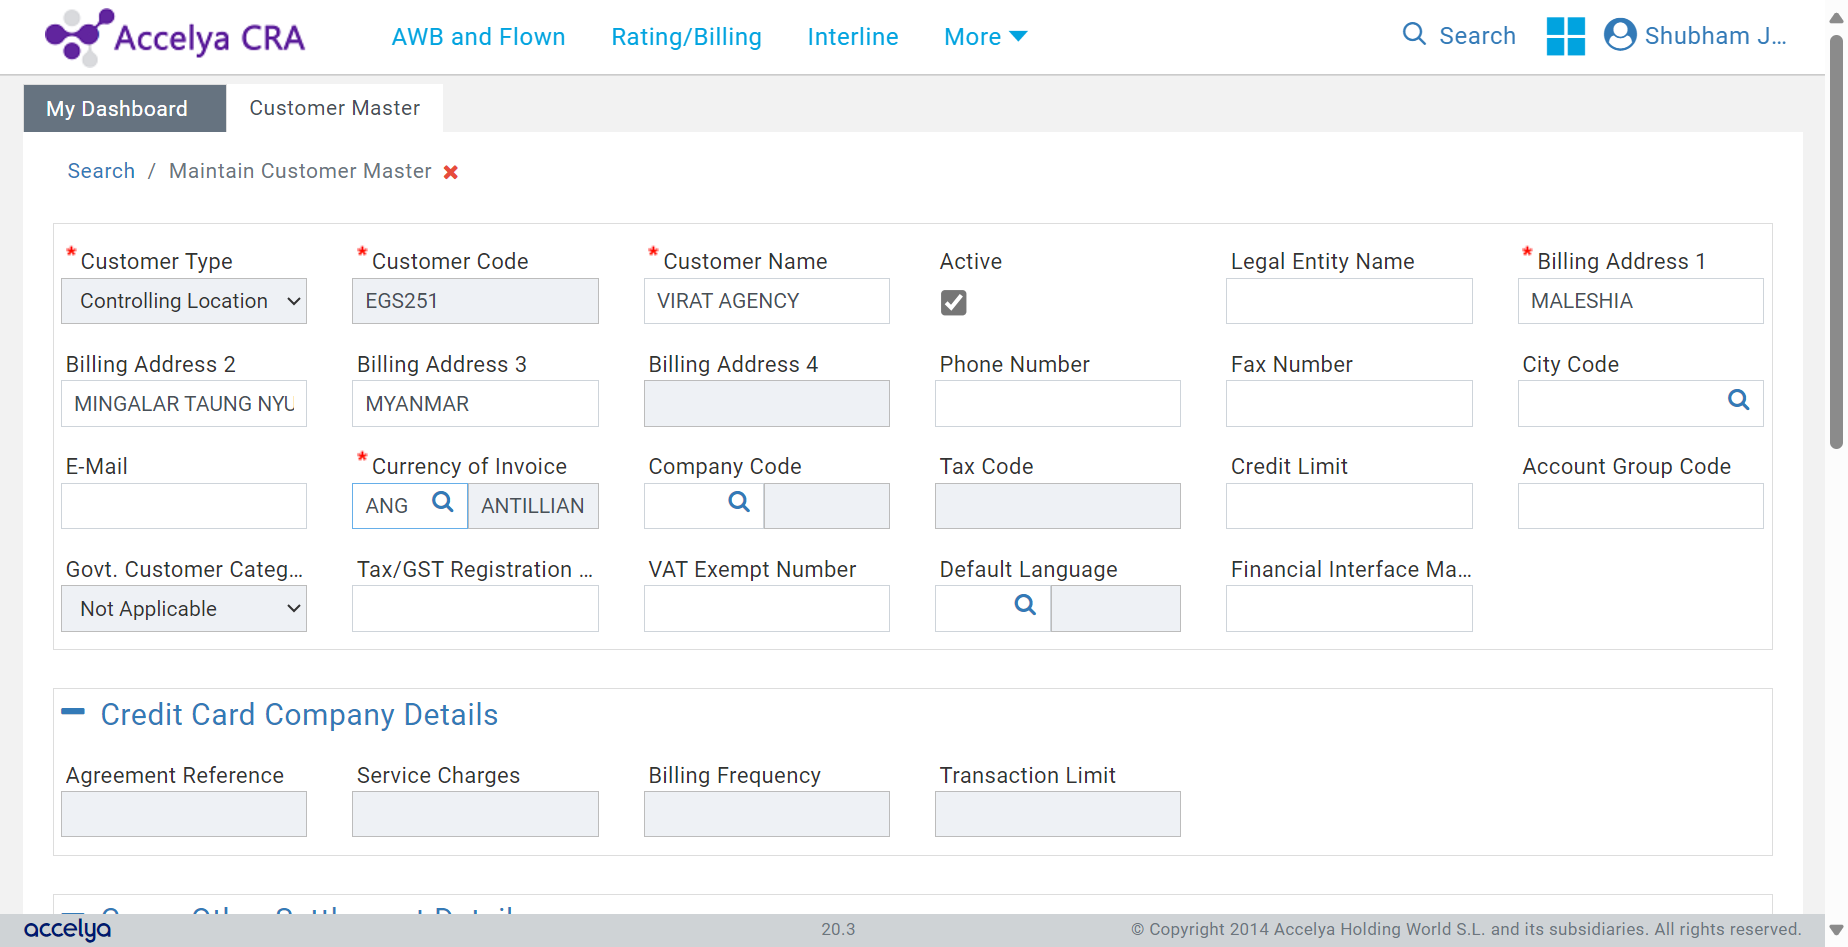 Accelya CRA
AWB and Flown
Rating/Billing
Interline
More
Search
Shubham J...
My Dashboard
Customer Master
Search / Maintain Customer Master
* Customer Type
* Customer Code
* Customer Name
Active
Legal Entity Name
* Billing Address 1
Controlling Location
EGS251
VIRAT AGENCY
MALESHIA
Billing Address 2
Billing Address 3
Billing Address 4
Phone Number
Fax Number
City Code
MINGALAR TAUNG NYU
MYANMAR
E-Mail
* Currency of Invoice
Company Code
Tax Code
Credit Limit
Account Group Code
ANG
ANTILLIAN
Govt. Customer Categ...
Tax/GST Registration ...
VAT Exempt Number
Default Language
Financial Interface Ma...
Not Applicable
Credit Card Company Details
Agreement Reference
Service Charges
Billing Frequency
Transaction Limit
accelya
20.3
© Copyright 2014 Accelya Holding World S.L. and its subsidiaries. All rights reserved.